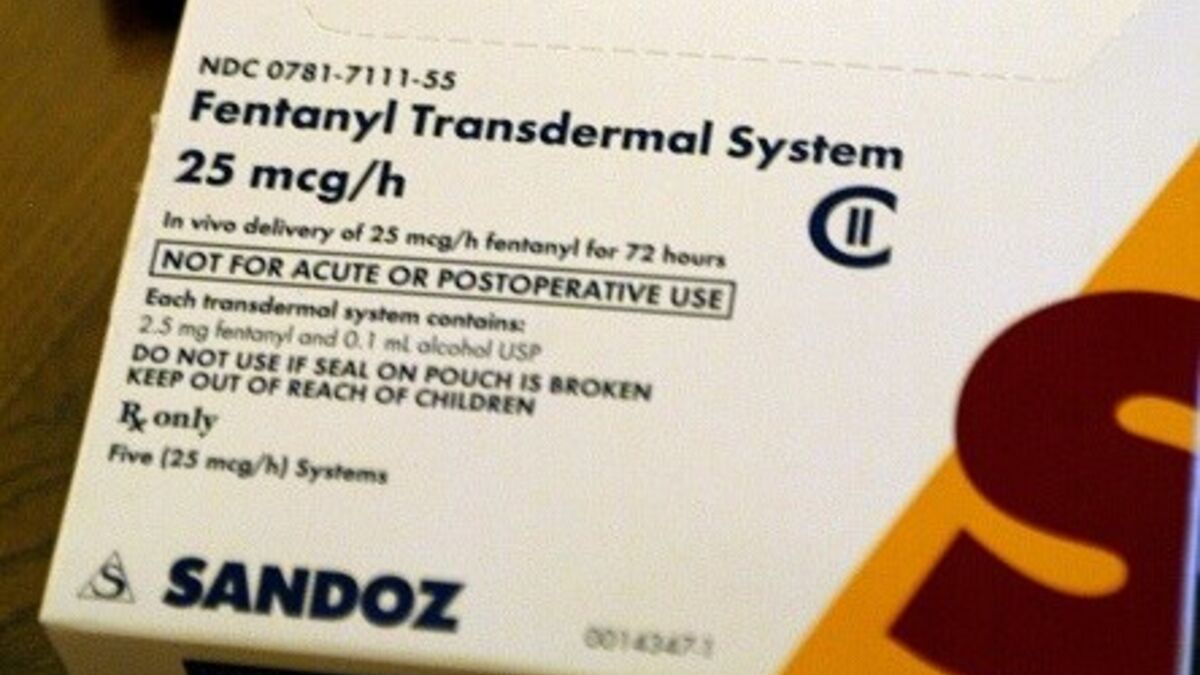 NDC 0781-7111-55
Fentanyl Transdermal System
25 mcg/h
CII
In vivo delivery of 25 mcg/h fentanyl for 72 hours
NOT FOR ACUTE OR POSTOPERATIVE USE
Each transdermal system contains:
2.5 mg fentanyl and 0.1 mL alcohol USP
DO NOT USE IF SEAL ON POUCH IS BROKEN
KEEP OUT OF REACH OF CHILDREN
Rx only
Five (25 mcg/h) Systems
S SANDOZ
0014347-1
S